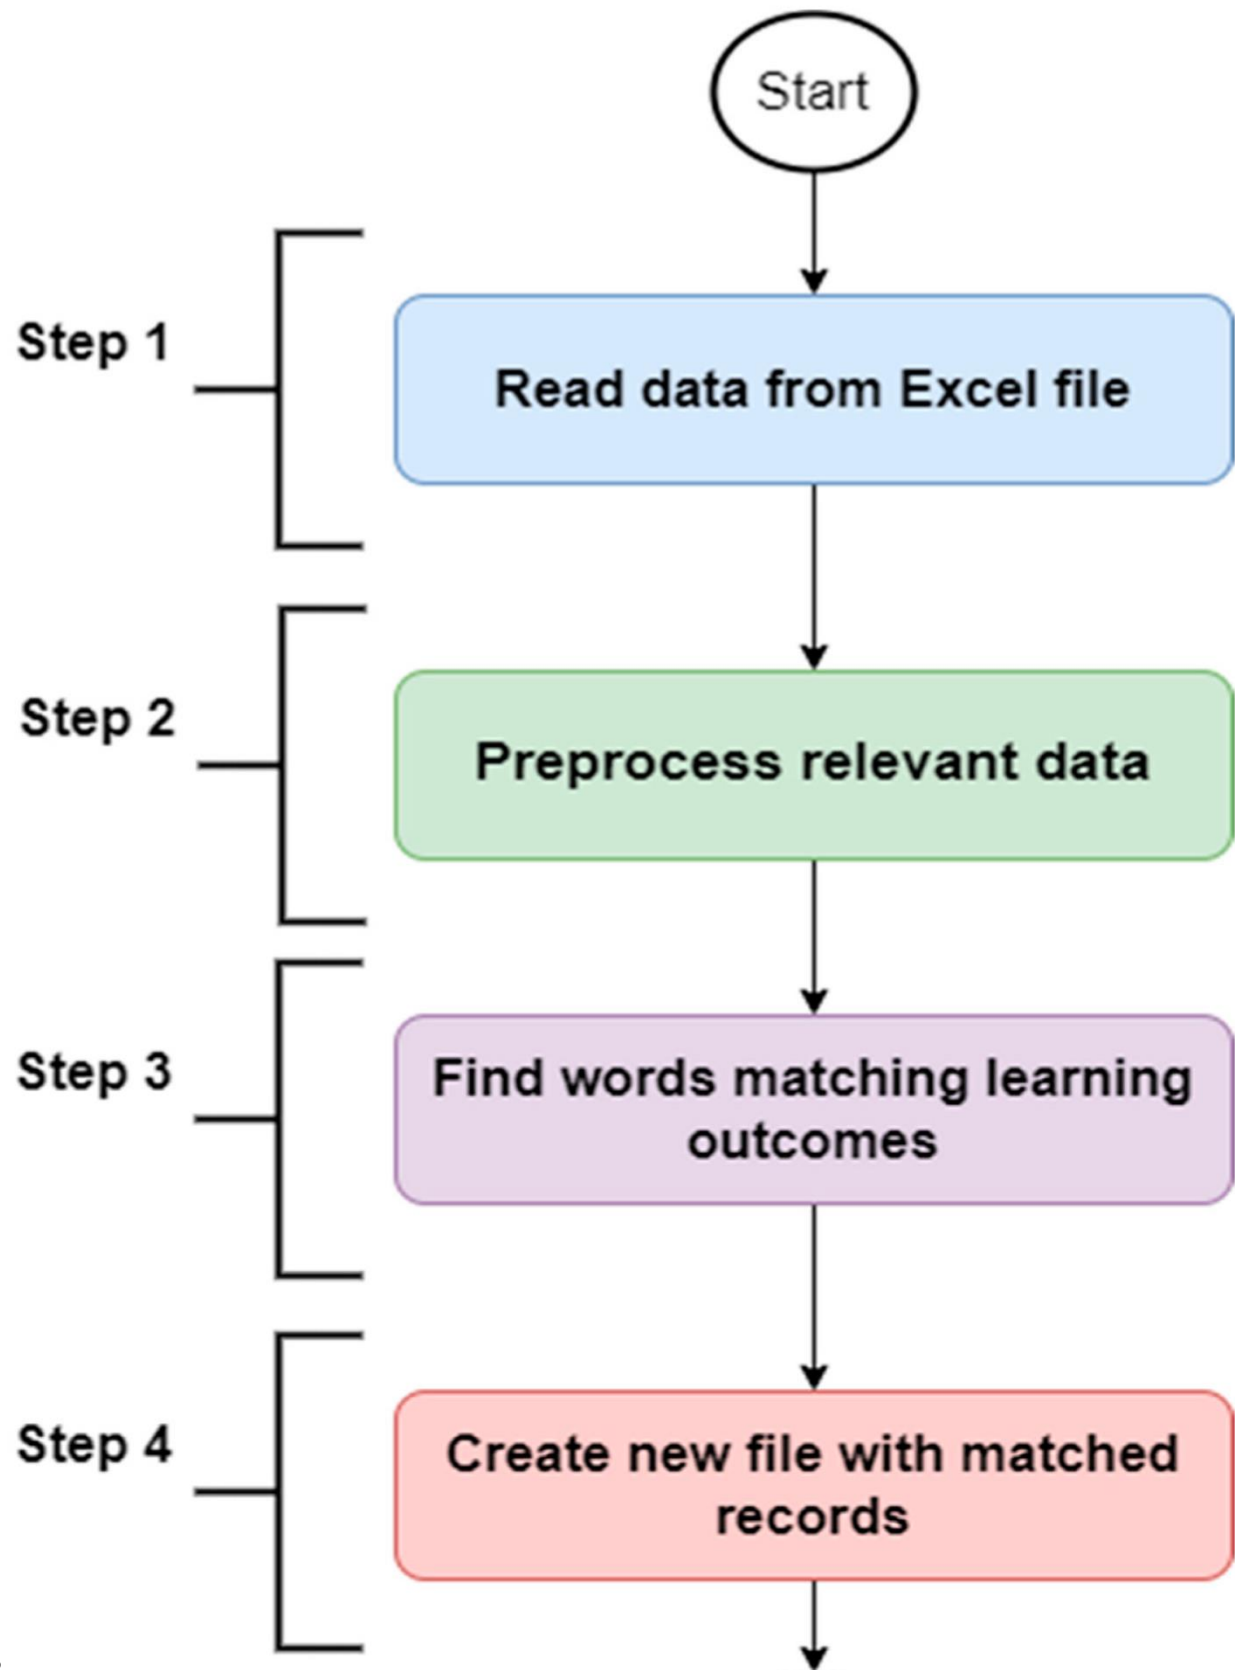 Start
Step 1
Read data from Excel file
Step 2
Preprocess relevant data
Step 3
Find words matching learning
outcomes
Step 4
Create new file with matched
records